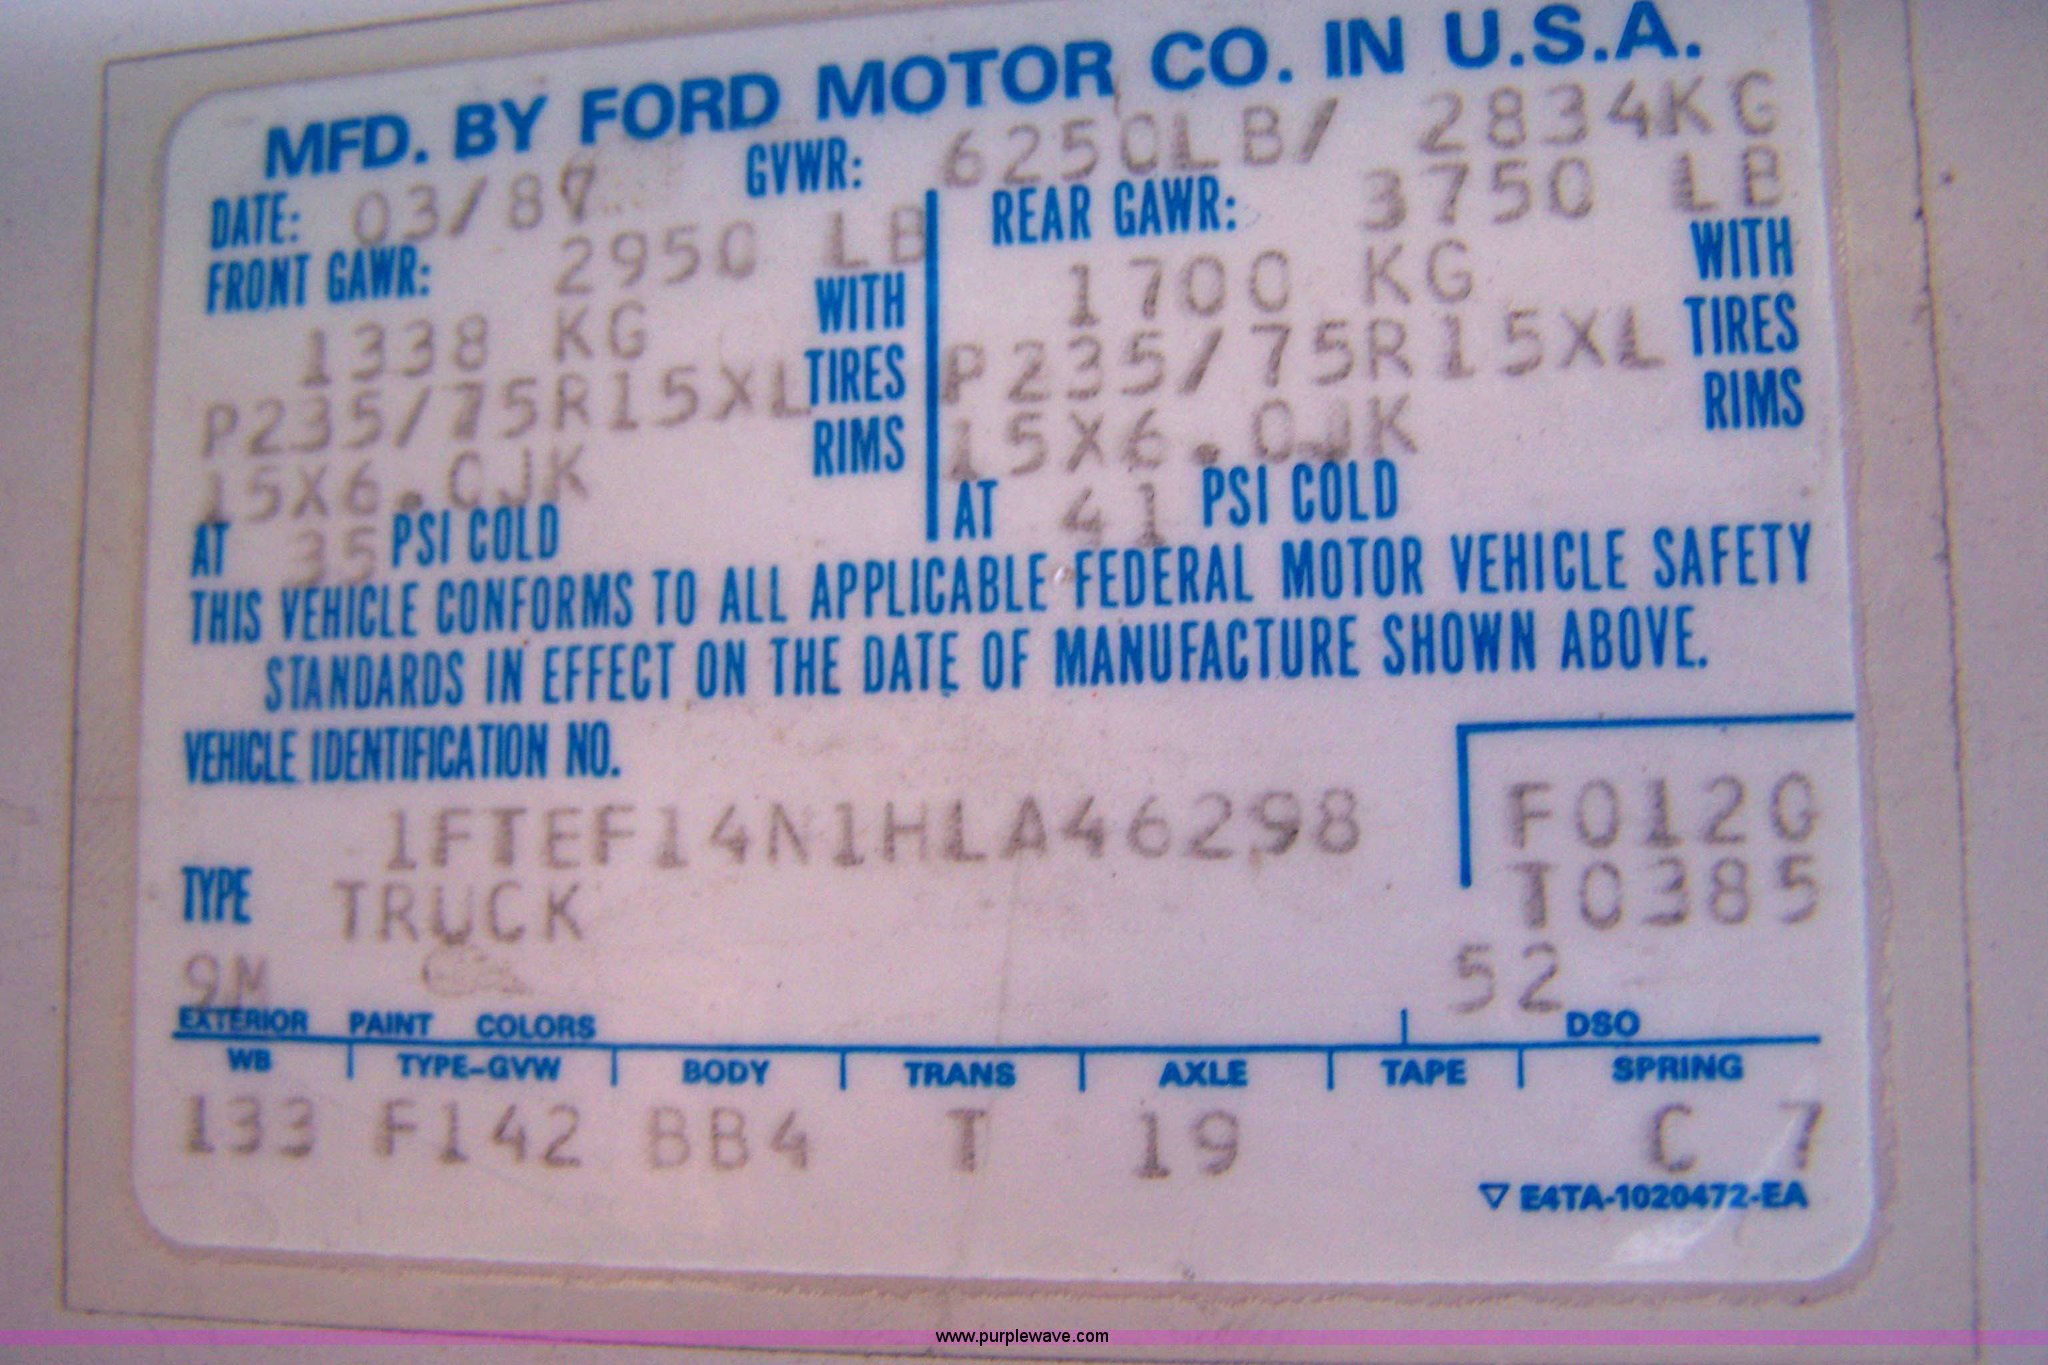 MFD. BY FORD MOTOR CO. IN U.S.A.
DATE: 03/87 GVWR: 6250LB/ 2834KG
FRONT GAWR: 2950 LB
1338 KG WITH
P235/75R15XL TIRES
15X6.0JK RIMS
AT 35 PSI COLD
REAR GAWR: 3750 LB
1700 KG WITH
P235/75R15XL TIRES
15X6.0JK RIMS
AT 41 PSI COLD
THIS VEHICLE CONFORMS TO ALL APPLICABLE FEDERAL MOTOR VEHICLE SAFETY
STANDARDS IN EFFECT ON THE DATE OF MANUFACTURE SHOWN ABOVE.
VEHICLE IDENTIFICATION NO.
1FTEF14N1HLA46298
F0120
TYPE TRUCK
T0385
9M
52
EXTERIOR PAINT COLORS DSO
WB TYPE-GVW BODY TRANS AXLE TAPE SPRING
133 F142 BB4 T 19 C 7
E4TA-1020472-EA
www.purplewave.com